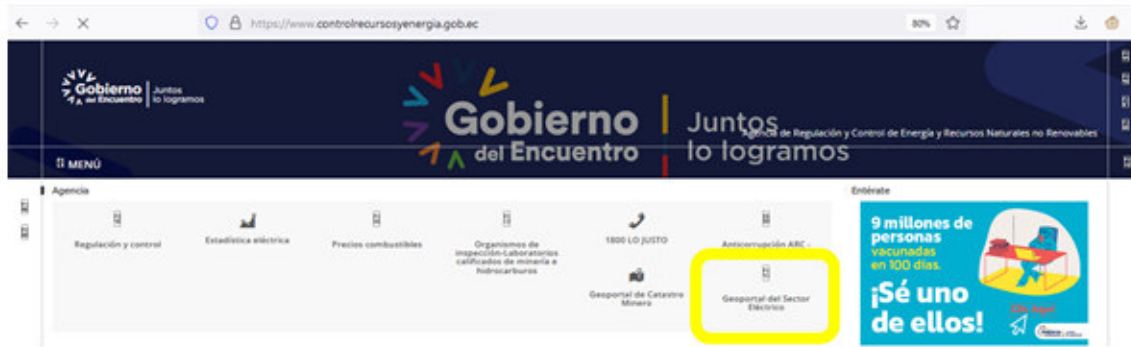 https://www.controlrecursosyenergia.gob.ec
80%
Gobierno
del Encuentro
Juntos
lo logramos
Gobierno
del Encuentro
Juntos
lo logramos
Agencia de Regulación y Control de Energía y Recursos Naturales no Renovables
MENÚ
Agencia
Entérate
Regulación y control
Estadística eléctrica
Precios combustibles
Organismos de
inspección-Laboratorios
calificados de minería e
hidrocarburos
1800 LO JUSTO
Anticorrupción ARC -
Geoportal de Catastro
Minero
Geoportal del Sector
Eléctrico
9 millones de
personas
vacunadas
en 100 días.
¡Sé uno
de ellos!